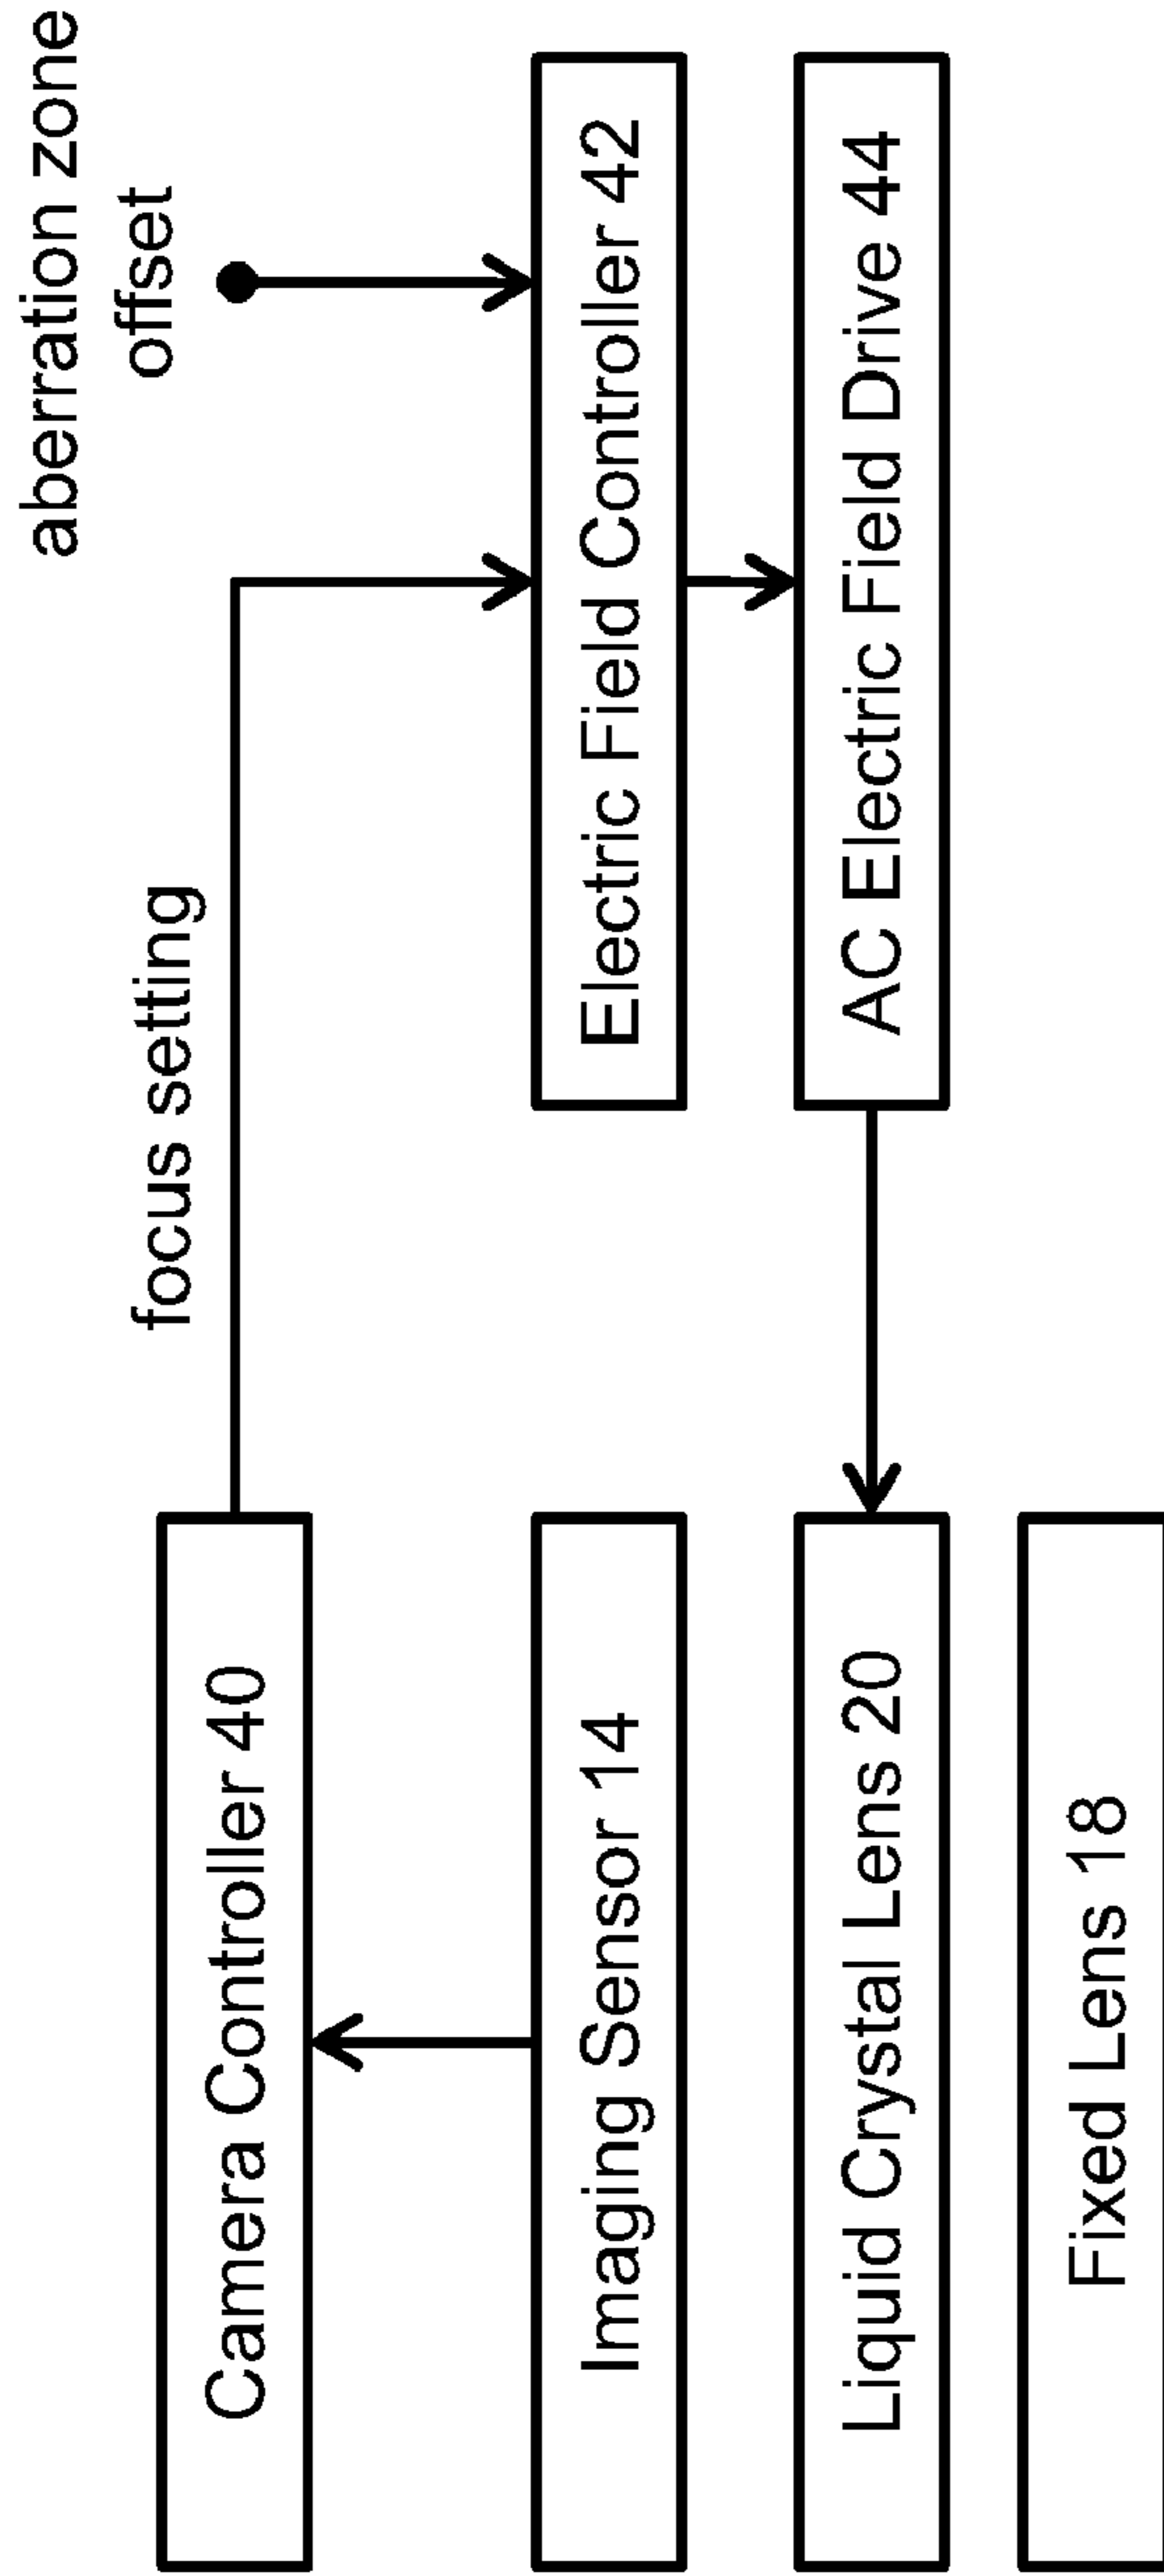 aberration zone
offset
focus setting
Camera Controller 40
Electric Field Controller 42
Imaging Sensor 14
AC Electric Field Drive 44
Liquid Crystal Lens 20
Fixed Lens 18